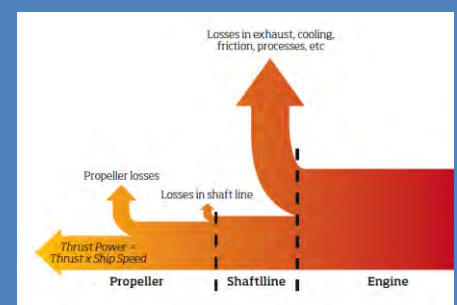 Losses in exhaust, cooling,
friction, processes, etc
Propeller losses
Losses in shaft line
Thrust Power =
Thrust x Ship Speed
Propeller
Shaftlline
Engine